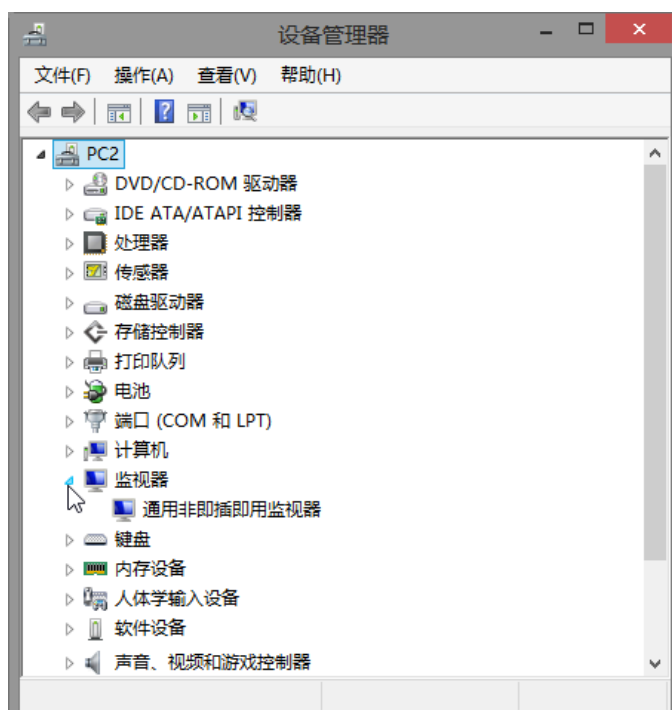 设备管理器
文件(F) 操作(A) 查看(V) 帮助(H)
PC2
DVD/CD-ROM 驱动器
IDE ATA/ATAPI 控制器
处理器
传感器
磁盘驱动器
存储控制器
打印队列
电池
端口 (COM 和 LPT)
计算机
监视器
通用非即插即用监视器
键盘
内存设备
人体学输入设备
软件设备
声音、视频和游戏控制器